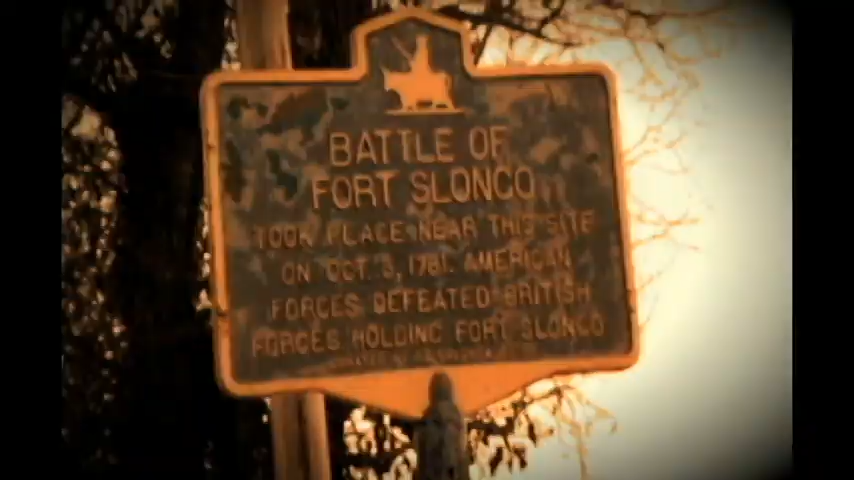 BATTLE OF
FORT SLONGO
TOOK PLACE NEAR THIS SITE
ON OCT. 3, 1781. AMERICAN
FORCES DEFEATED BRITISH
FORCES HOLDING FORT SLONGO